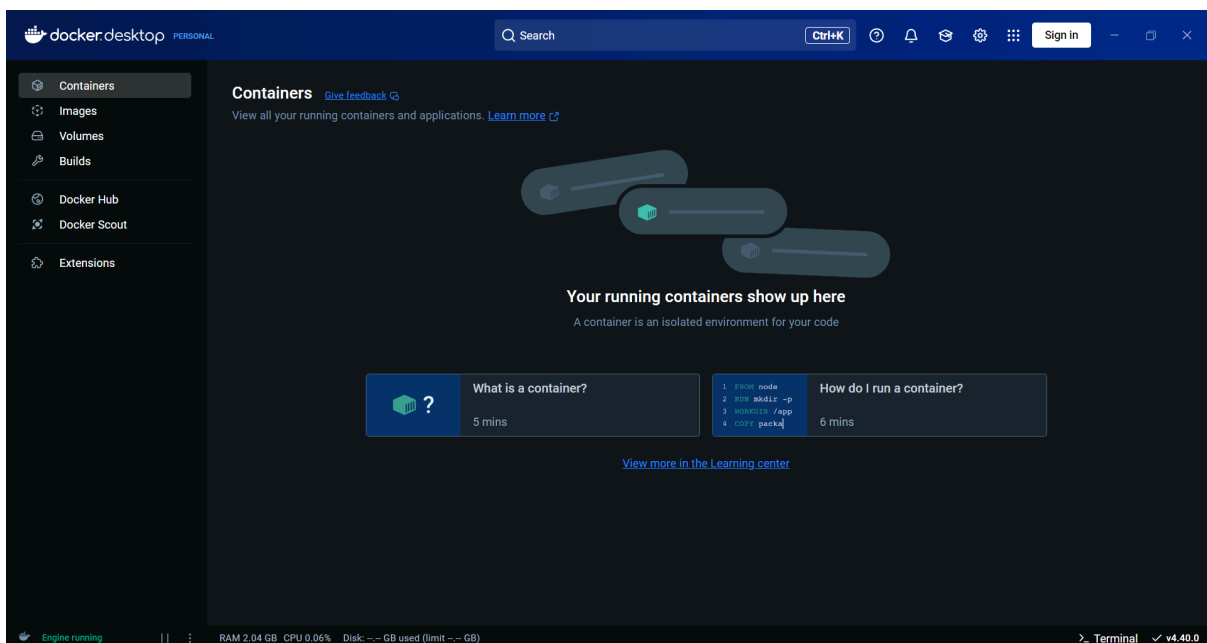 docker.desktop PERSONAL
Search
Ctrl+K
Sign in
Containers
Images
Volumes
Builds
Docker Hub
Docker Scout
Extensions
Containers Give feedback
View all your running containers and applications. Learn more
Your running containers show up here
A container is an isolated environment for your code
?
What is a container?
5 mins
1 FROM node
2 RUN mkdir -p
3 WORKDIR /app
4 COPY packa
How do I run a container?
6 mins
View more in the Learning center
Engine running
RAM 2.04 GB CPU 0.06% Disk: --.-- GB used (limit --.-- GB)
>_ Terminal
v4.40.0